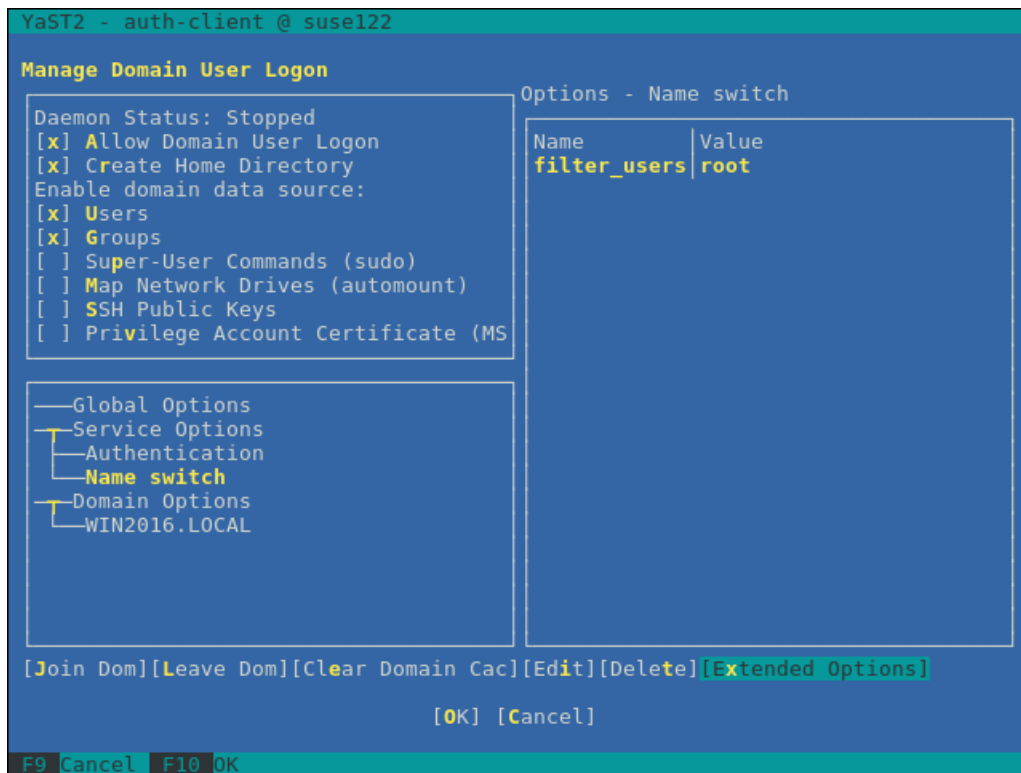 YaST2 - auth-client @ suse122
Manage Domain User Logon
Daemon Status: Stopped
[x] Allow Domain User Logon
[x] Create Home Directory
Enable domain data source:
[x] Users
[x] Groups
[ ] Super-User Commands (sudo)
[ ] Map Network Drives (automount)
[ ] SSH Public Keys
[ ] Privilege Account Certificate (MS
Global Options
Service Options
Authentication
Name switch
Domain Options
WIN2016.LOCAL
Options - Name switch
Name Value
filter_users root
[Join Dom][Leave Dom][Clear Domain Cac][Edit][Delete][Extended Options]
[OK] [Cancel]
F9 Cancel F10 OK